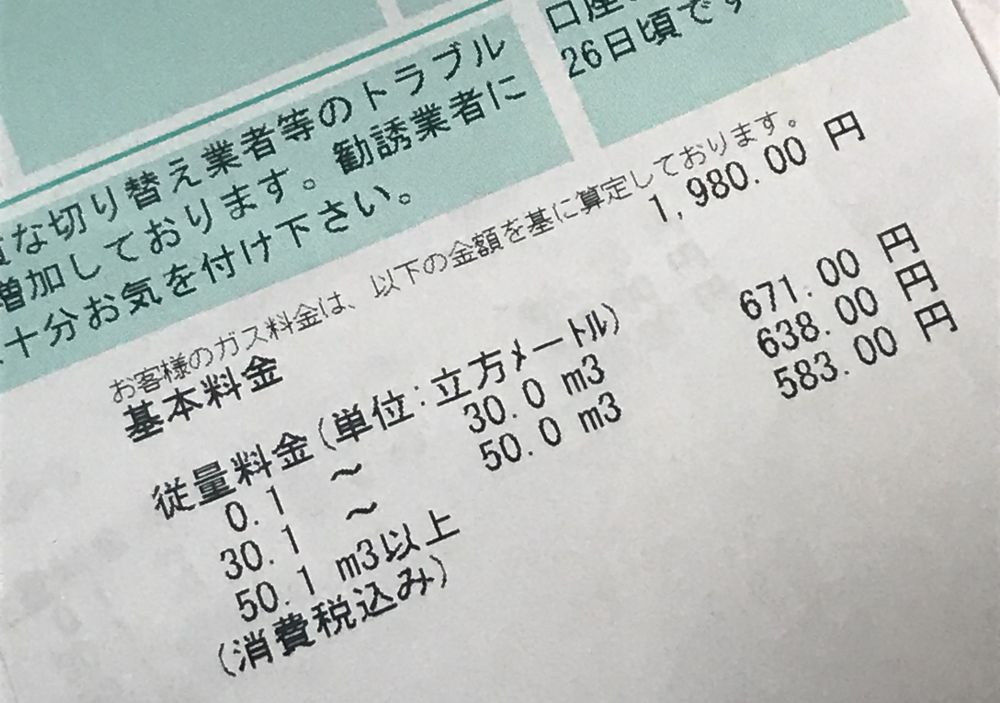 な切り替え業者等のトラブル
増加しております。勧誘業者に
十分お気を付け下さい。
26日頃です
お客様のガス料金は、以下の金額を基に算定しております。
基本料金 1,980.00 円
従量料金(単位:立方メートル)
0.1 ~ 30.0 m3 671.00 円
30.1 ~ 50.0 m3 638.00 円
50.1 m3以上 583.00 円
(消費税込み)